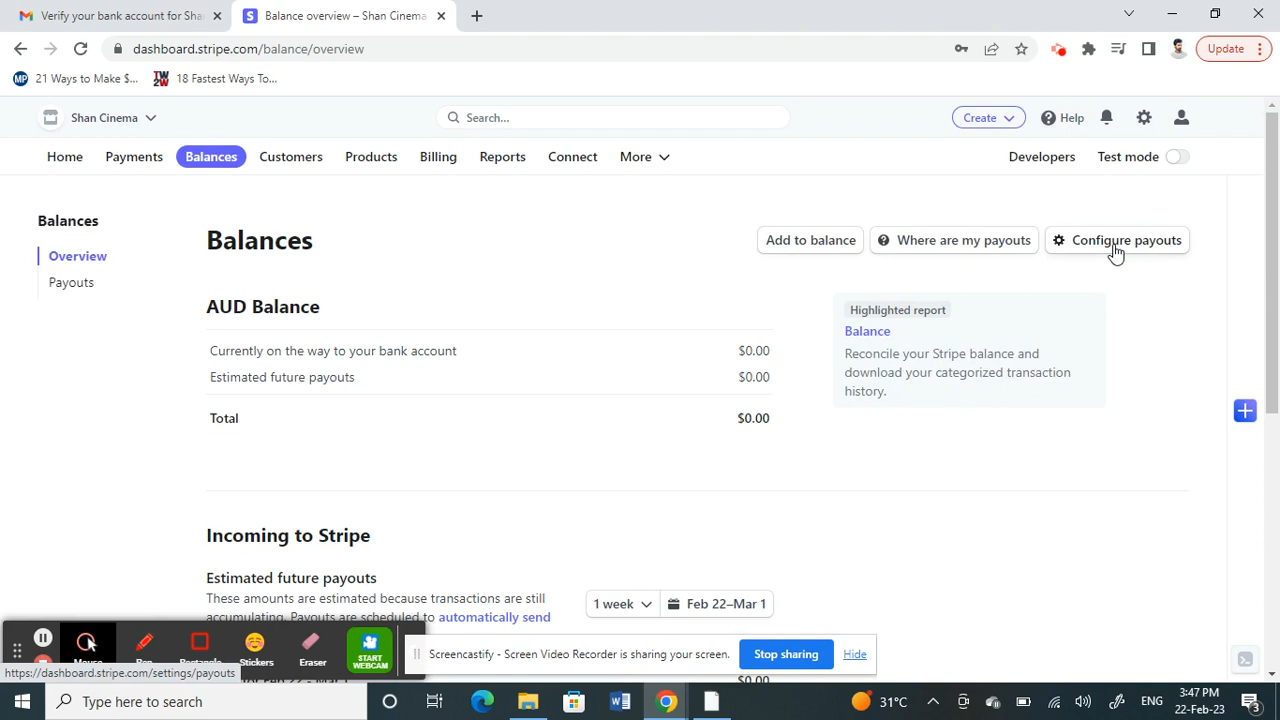 Verify your bank account for Sha
Balance overview – Shan Cinema
dashboard.stripe.com/balance/overview
Update
MP 21 Ways to Make $...
TW2W 18 Fastest Ways To...
Shan Cinema
Search...
Create
Help
Home
Payments
Balances
Customers
Products
Billing
Reports
Connect
More
Developers
Test mode
Balances
Overview
Payouts
Balances
Add to balance
Where are my payouts
Configure payouts
AUD Balance
Currently on the way to your bank account $0.00
Estimated future payouts $0.00
Total $0.00
Highlighted report
Balance
Reconcile your Stripe balance and
download your categorized transaction
history.
Incoming to Stripe
Estimated future payouts
These amounts are estimated because transactions are still
accumulating. Payouts are scheduled to automatically send
1 week
Feb 22–Mar 1
$0.00
Mouse
Pen
Rectangle
Stickers
Eraser
START
WEBCAM
Screencastify - Screen Video Recorder is sharing your screen.
Stop sharing
Hide
https://dashboard.stripe.com/settings/payouts
Type here to search
31°C
ENG
3:47 PM
22-Feb-23
3